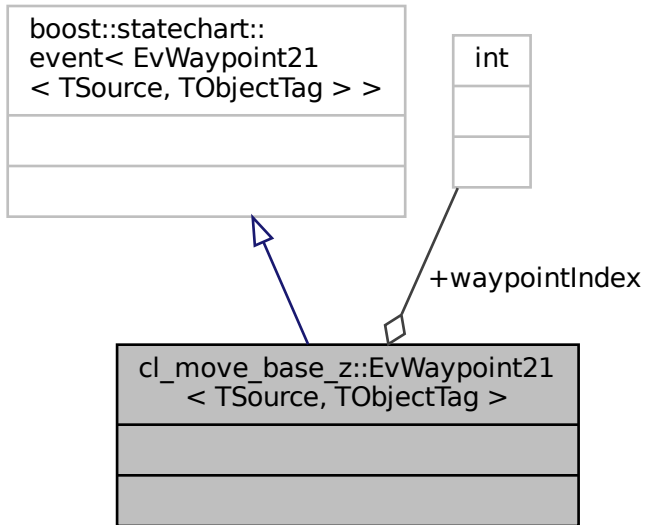 boost::statechart::
event< EvWaypoint21
< TSource, TObjectTag > >
int
+waypointIndex
cl_move_base_z::EvWaypoint21
< TSource, TObjectTag >